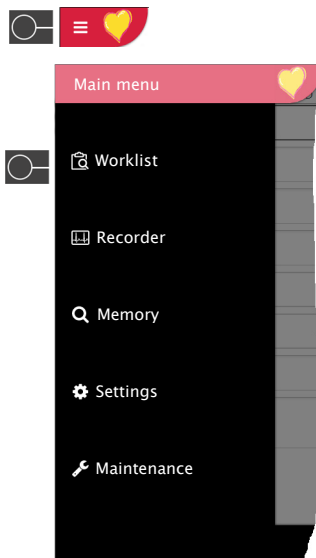 Main menu
Worklist
Recorder
Memory
Settings
Maintenance